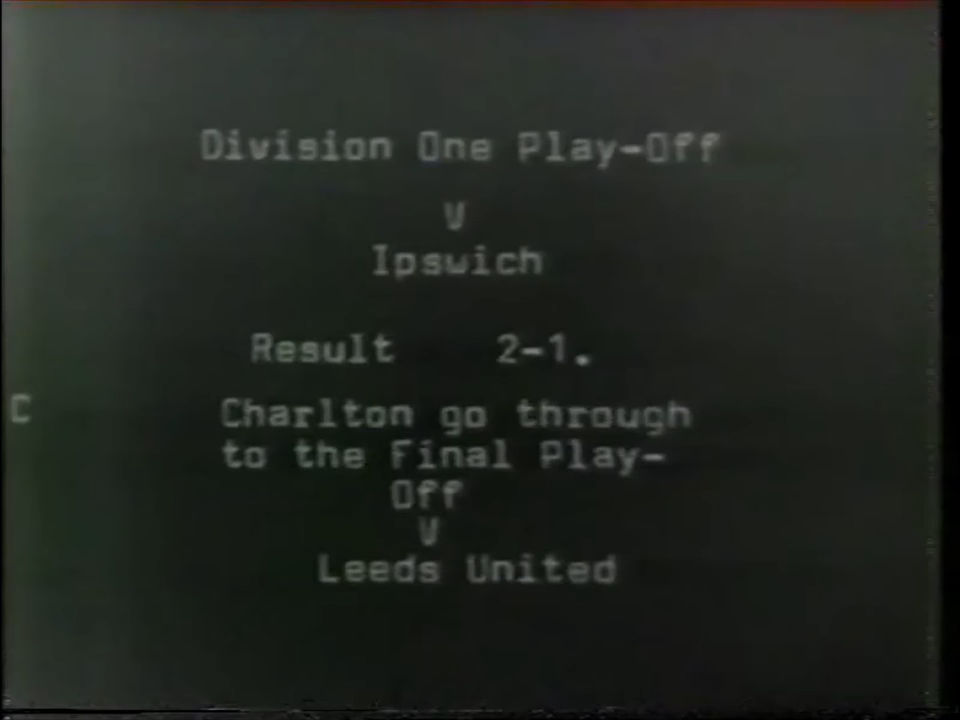 Division One Play-Off
V
Ipswich
Result 2-1.
C Charlton go through
to the Final Play-
Off
V
Leeds United